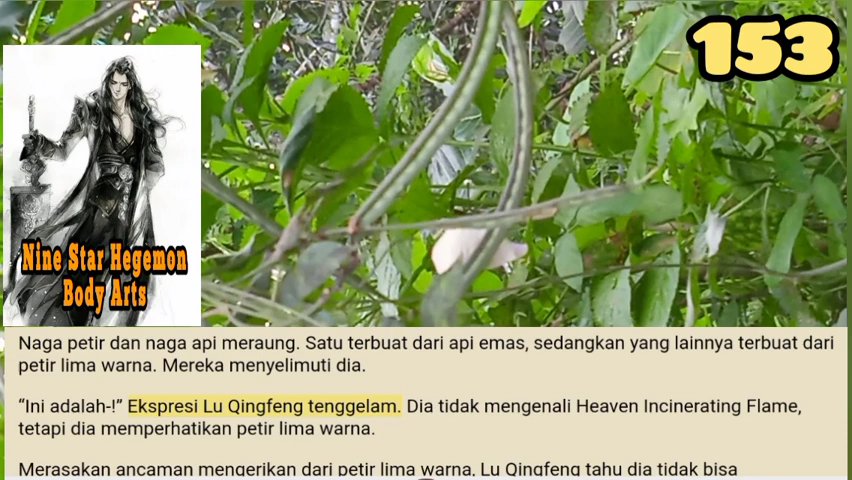 153
Nine Star Hegemon
Body Arts
Naga petir dan naga api meraung. Satu terbuat dari api emas, sedangkan yang lainnya terbuat dari
petir lima warna. Mereka menyelimuti dia.
“Ini adalah-!” Ekspresi Lu Qingfeng tenggelam. Dia tidak mengenali Heaven Incinerating Flame,
tetapi dia memperhatikan petir lima warna.
Merasakan ancaman mengerikan dari petir lima warna, Lu Qingfeng tahu dia tidak bisa